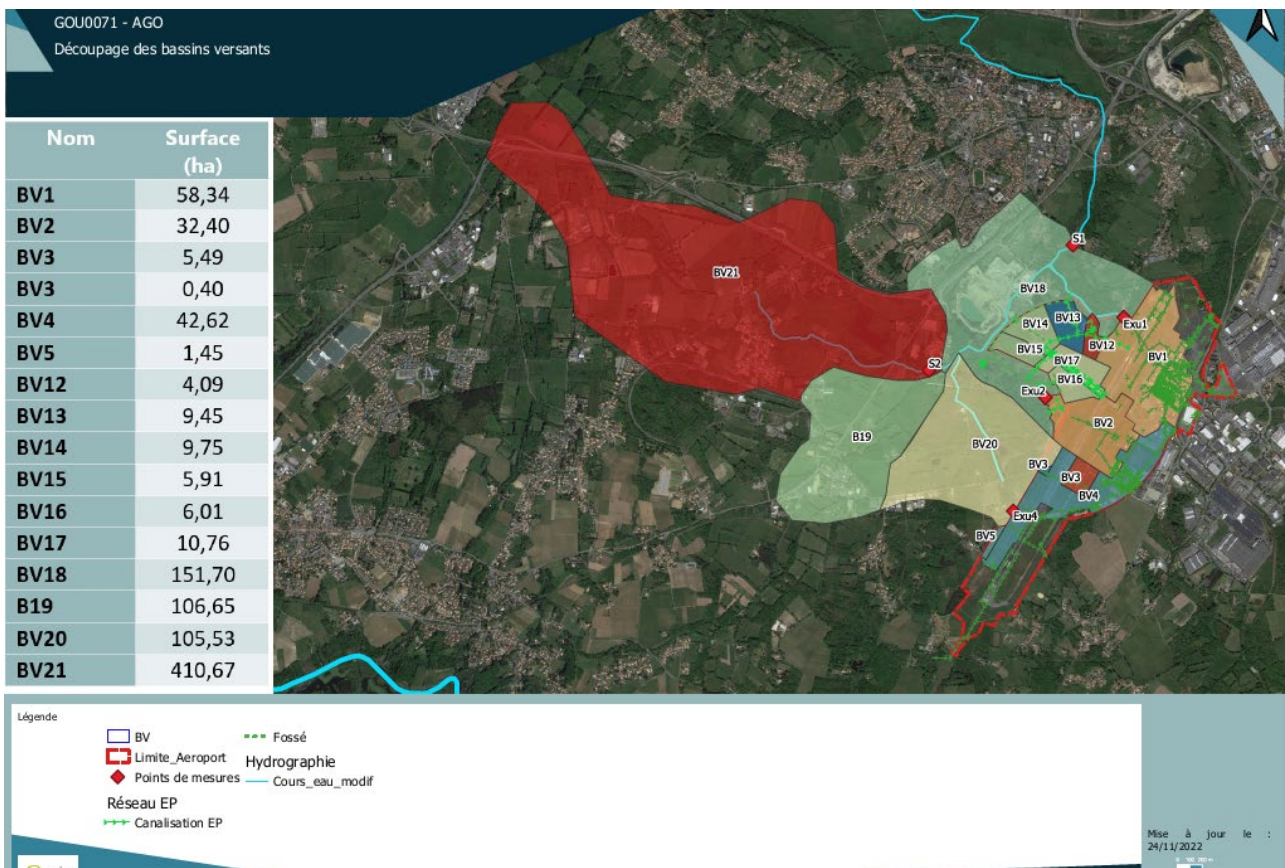 GOU0071 - AGO
Découpage des bassins versants
Nom Surface (ha)
BV1 58,34
BV2 32,40
BV3 5,49
BV3 0,40
BV4 42,62
BV5 1,45
BV12 4,09
BV13 9,45
BV14 9,75
BV15 5,91
BV16 6,01
BV17 10,76
BV18 151,70
B19 106,65
BV20 105,53
BV21 410,67
S1
BV21
BV18
BV13
BV14
Exu1
BV12
BV15
BV17
BV1
S2
BV16
Exu2
BV2
B19
BV20
BV3
BV3
BV4
Exu4
BV5
Légende
BV
Limite_Aeroport
Points de mesures
Réseau EP
Canalisation EP
Fossé
Hydrographie
Cours_eau_modif
Mise à jour le :
24/11/2022